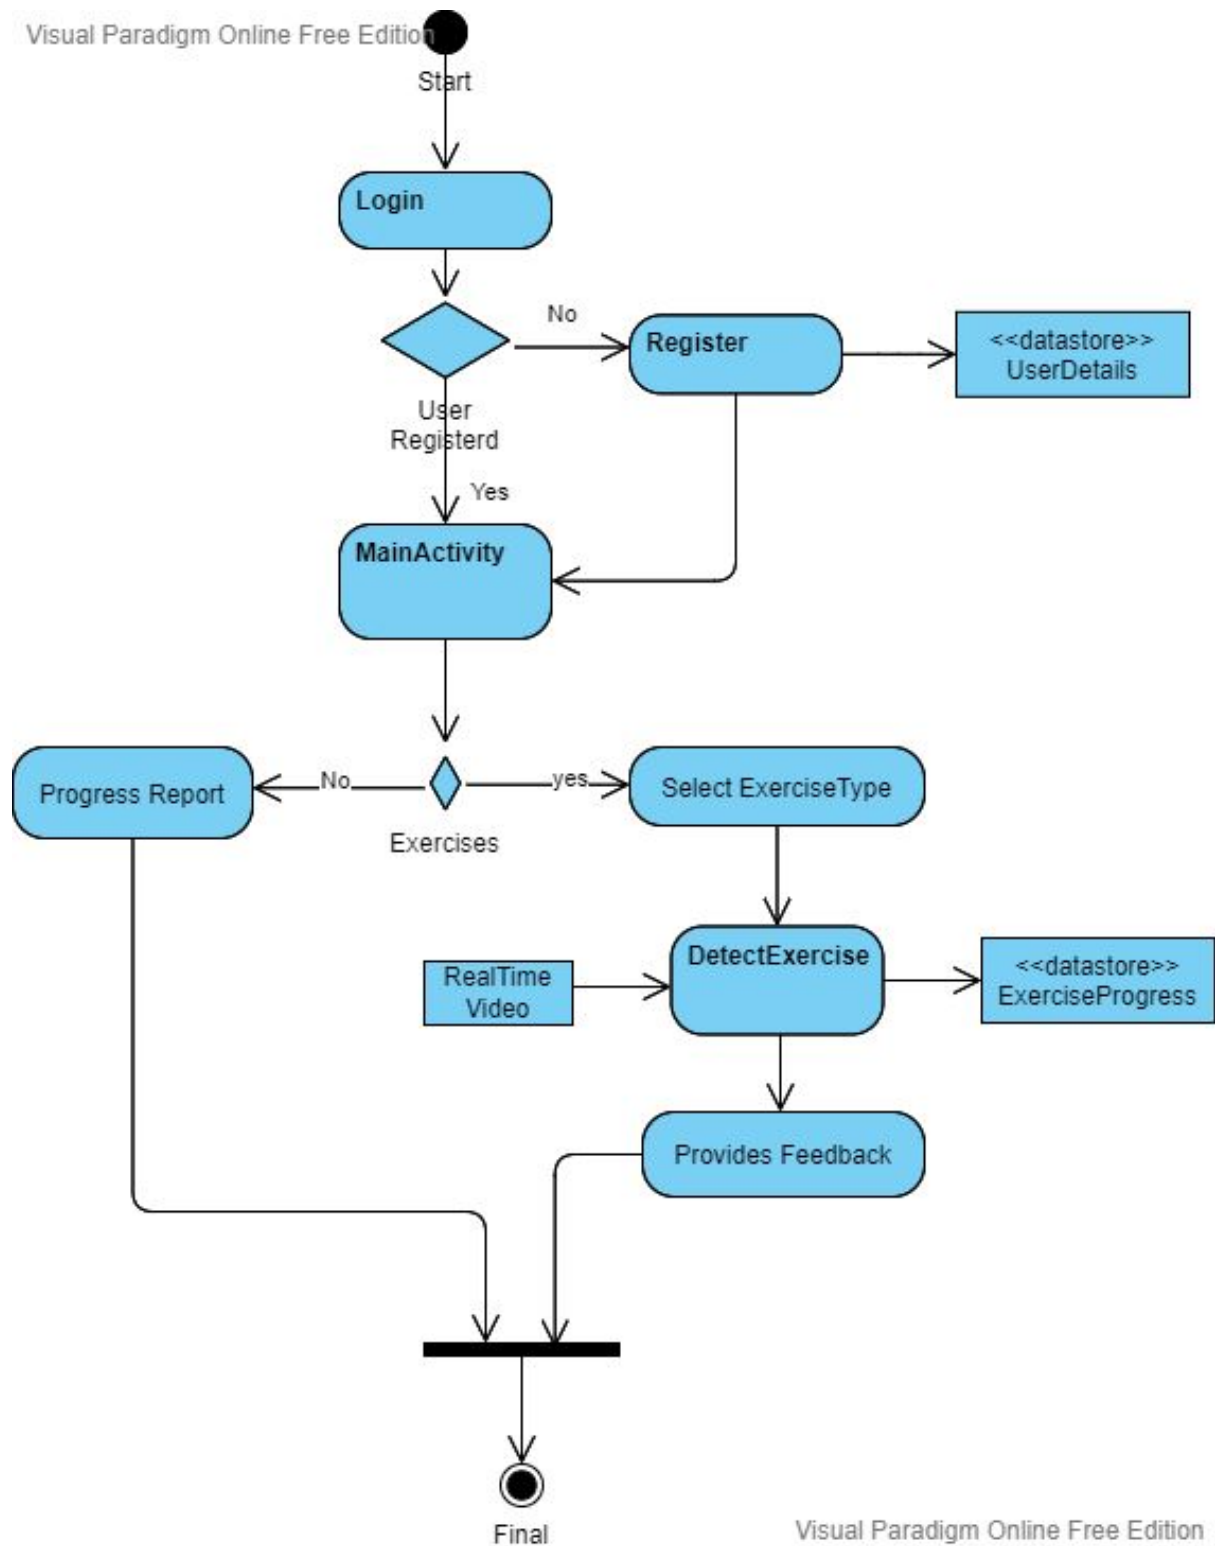 Visual Paradigm Online Free Edition
Start
Login
No
Register
<<datastore>>
UserDetails
User
Registerd
Yes
MainActivity
Progress Report
No
yes
Select ExerciseType
Exercises
DetectExercise
RealTime
Video
<<datastore>>
ExerciseProgress
Provides Feedback
Final
Visual Paradigm Online Free Edition